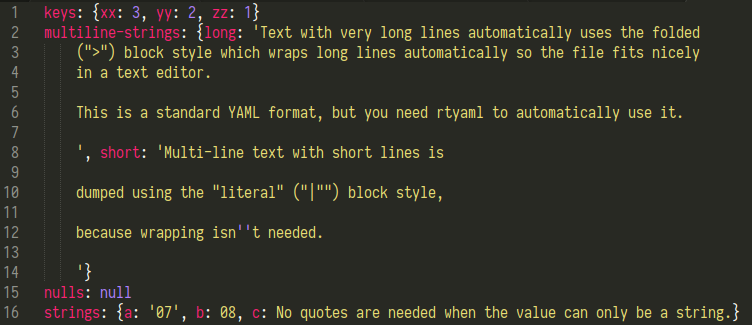 1 keys: {xx: 3, yy: 2, zz: 1}
2 multiline-strings: {long: 'Text with very long lines automatically uses the folded
3 (">") block style which wraps long lines automatically so the file fits nicely
4 in a text editor.
5
6 This is a standard YAML format, but you need rtyaml to automatically use it.
7
8 ', short: 'Multi-line text with short lines is
9
10 dumped using the "literal" ("|"") block style,
11
12 because wrapping isn''t needed.
13
14 '}
15 nulls: null
16 strings: {a: '07', b: 08, c: No quotes are needed when the value can only be a string.}